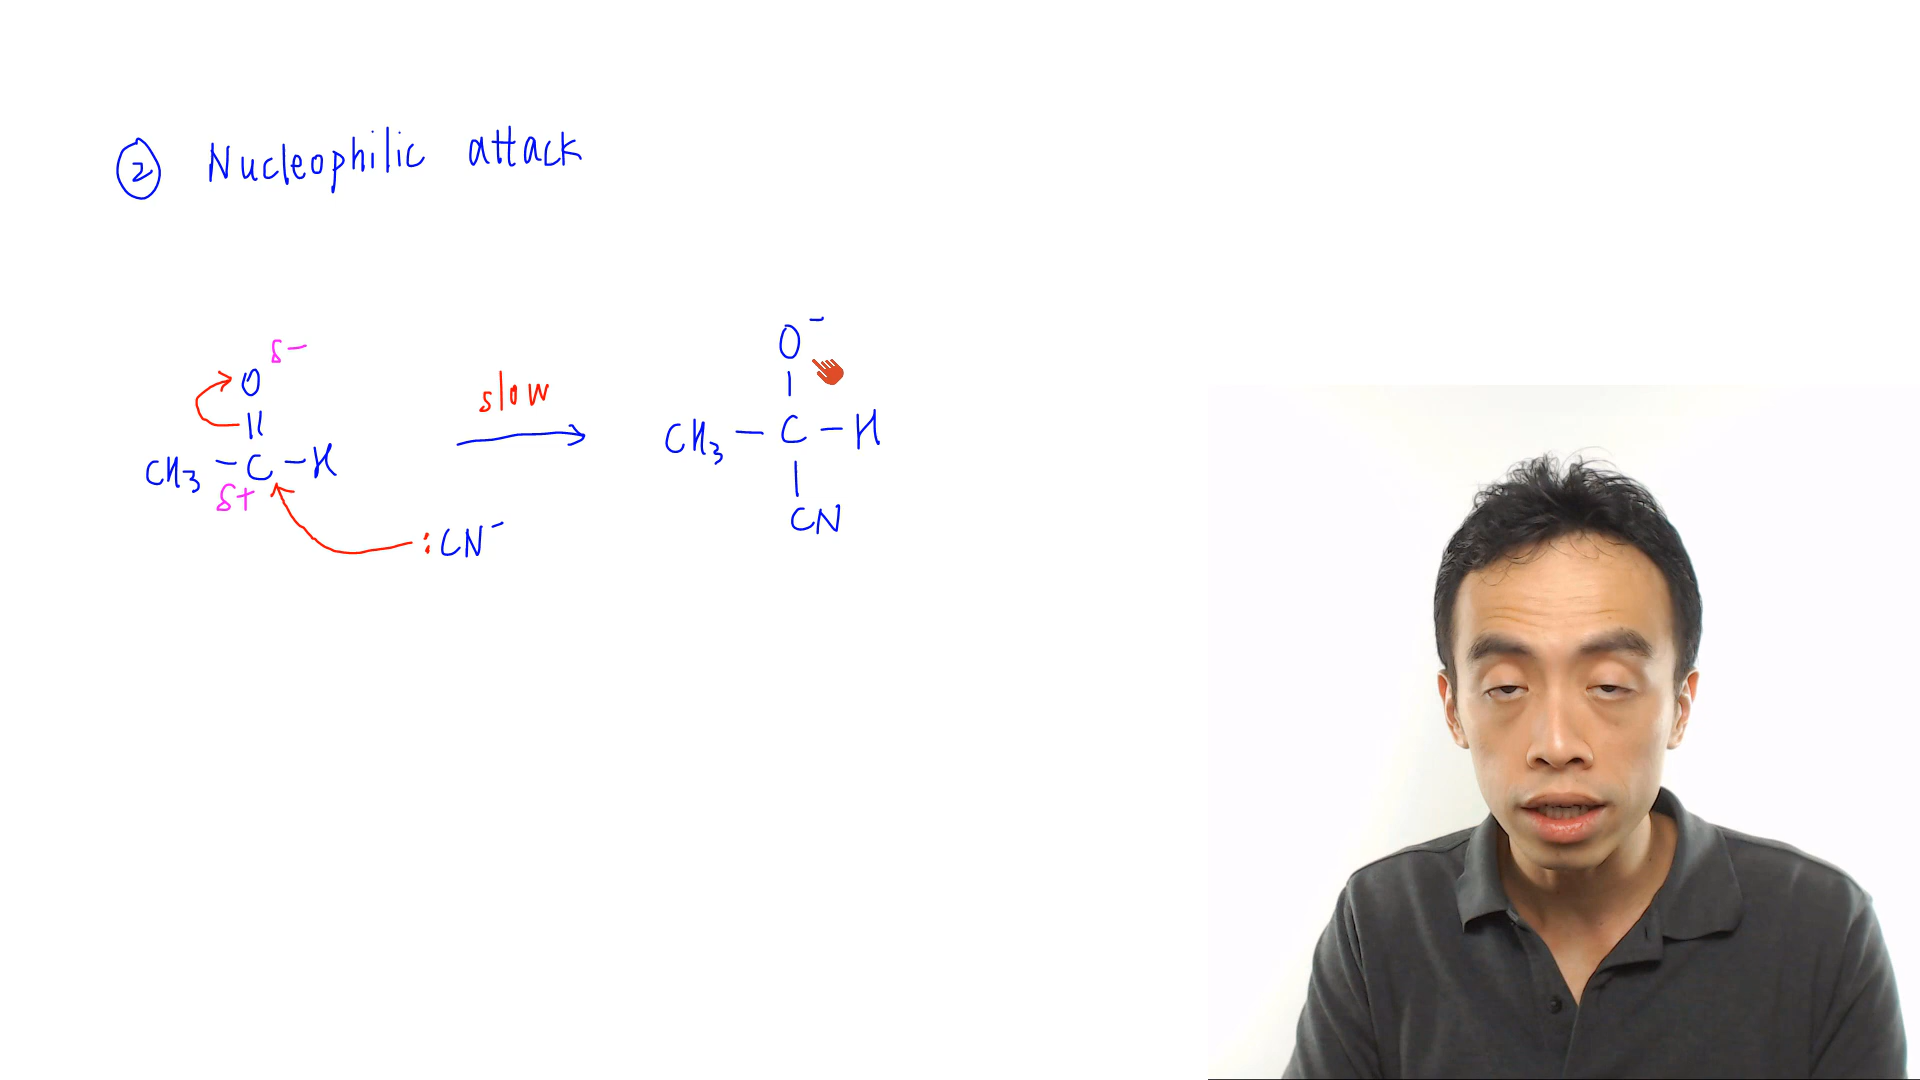 ② Nucleophilic attack
δ−
O
||
CH₃ – C – H
δ+
:CN⁻
slow
O⁻
|
CH₃ – C – H
|
CN